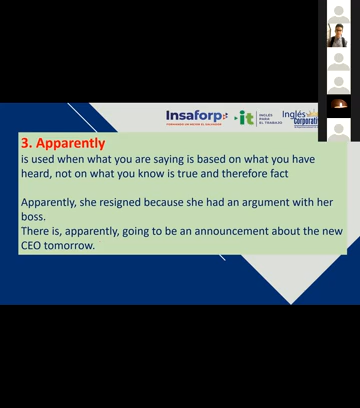 Insaforp
it
INGLÉS
PARA
EL TRABAJO
Inglés
Corporati
3. Apparently
is used when what you are saying is based on what you have
heard, not on what you know is true and therefore fact
Apparently, she resigned because she had an argument with her
boss.
There is, apparently, going to be an announcement about the new
CEO tomorrow.